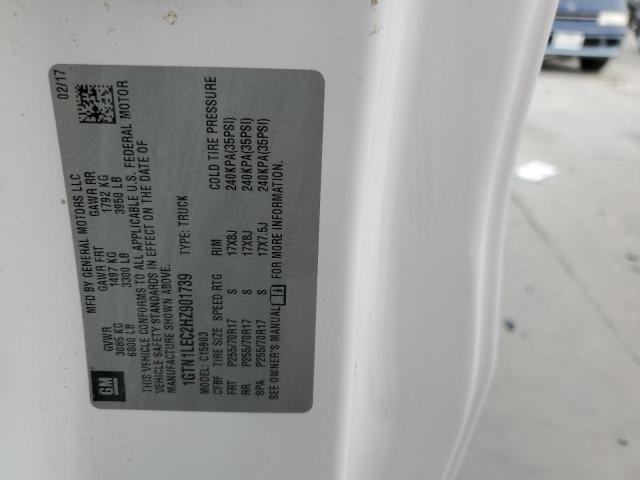 GM
MFD BY GENERAL MOTORS LLC 02/17
GVWR GAWR FRT GAWR RR
3085 KG 1497 KG 1792 KG
6800 LB 3300 LB 3950 LB
THIS VEHICLE CONFORMS TO ALL APPLICABLE U.S. FEDERAL MOTOR
VEHICLE SAFETY STANDARDS IN EFFECT ON THE DATE OF
MANUFACTURE SHOWN ABOVE.
1GTN1LEC2HZ901739 TYPE: TRUCK
MODEL: C15903
CFBF TIRE SIZE SPEED RTG RIM COLD TIRE PRESSURE
FRT P255/70R17 S 17X8J 240KPA(35PSI)
RR P255/70R17 S 17X8J 240KPA(35PSI)
SPA P255/70R17 S 17X7.5J 240KPA(35PSI)
SEE OWNER'S MANUAL FOR MORE INFORMATION.